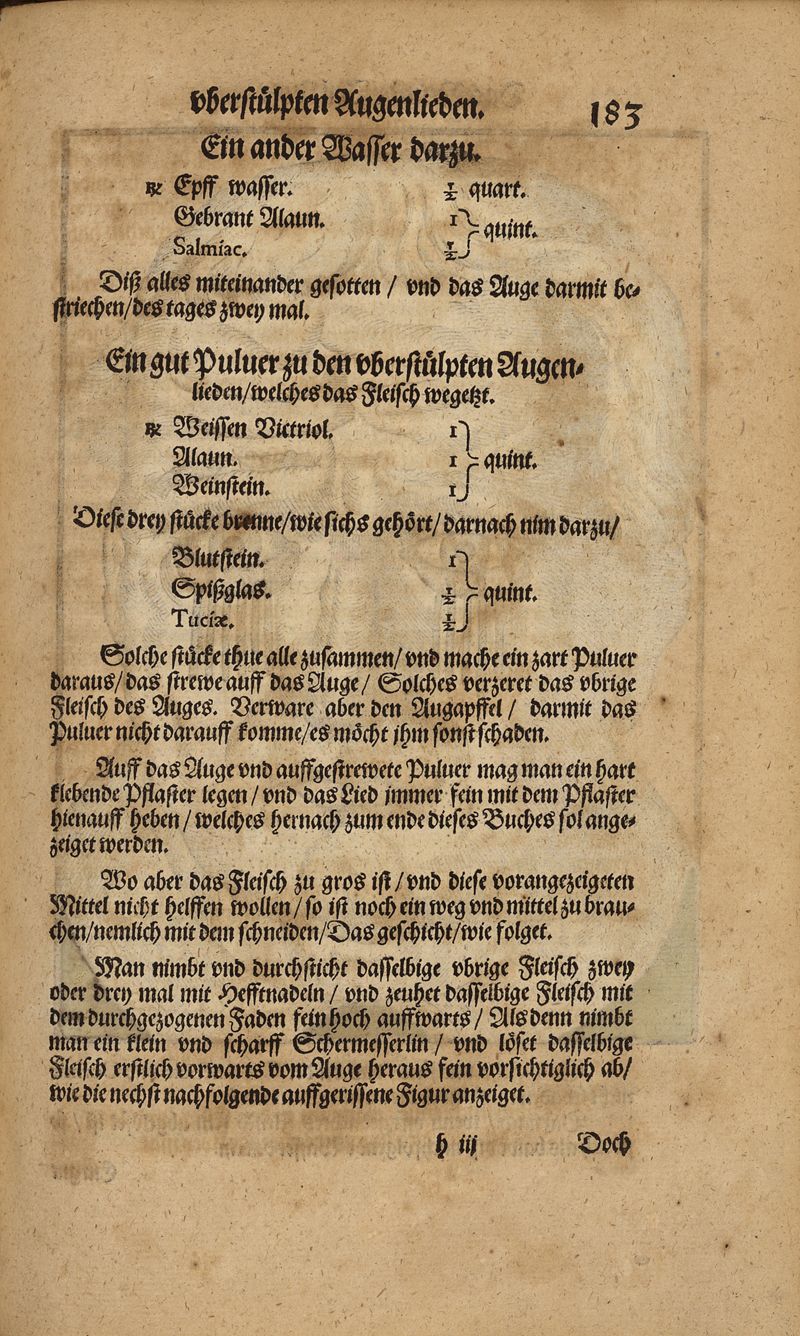 vberstülpten Augenlieden. 183
Ein ander Wasser darzu.
℞ Epff wasser. ½ quart.
Gebrant Alaun. 1
quint.
Salmiac. ½
Diß alles miteinander gesotten / vnd das Auge darmit be-
striechen/des tages zwey mal.
Ein gut Puluer zu den vberstülpten Augen-
lieden/welches das Fleisch wegetzt.
℞ Weissen Victriol. 1
Alaun. 1 quint.
Weinstein. 1
Diese drey stücke brenne/wie sichs gehört/darnach nim darzu/
Blutstein. 1
Spißglas. ½ quint.
Tuciæ. ½
Solche stücke thue alle zusammen/vnd mache ein zart Puluer
daraus/das strewe auff das Auge / Solches verzeret das vbrige
Fleisch des Auges. Verware aber den Augapffel / darmit das
Puluer nicht darauff komme/es möcht jhm sonst schaden.
Auff das Auge vnd auffgestrewete Puluer mag man ein hart
klebende Pflaster legen / vnd das Lied jmmer fein mit dem Pflaster
hienauff heben / welches hernach zum ende dieses Buches sol ange-
zeiget werden.
Wo aber das Fleisch zu gros ist / vnd diese vorangezeigeten
Mittel nicht helffen wollen / so ist noch ein weg vnd mittel zu brau-
chen/nemlich mit dem schneiden/Das geschicht/wie folget.
Man nimbt vnd durchsticht dasselbige vbrige Fleisch zwey
oder drey mal mit Hefftnadeln / vnd zeuhet dasselbige Fleisch mit
dem durchgezogenen Faden fein hoch auffwarts / Als denn nimbt
man ein klein vnd scharff Schermesserlin / vnd löset dasselbige
Fleisch erstlich vorwarts vom Auge heraus fein vorsichtiglich ab/
wie die nechst nachfolgende auffgerissene Figur anzeiget.
h iij Doch